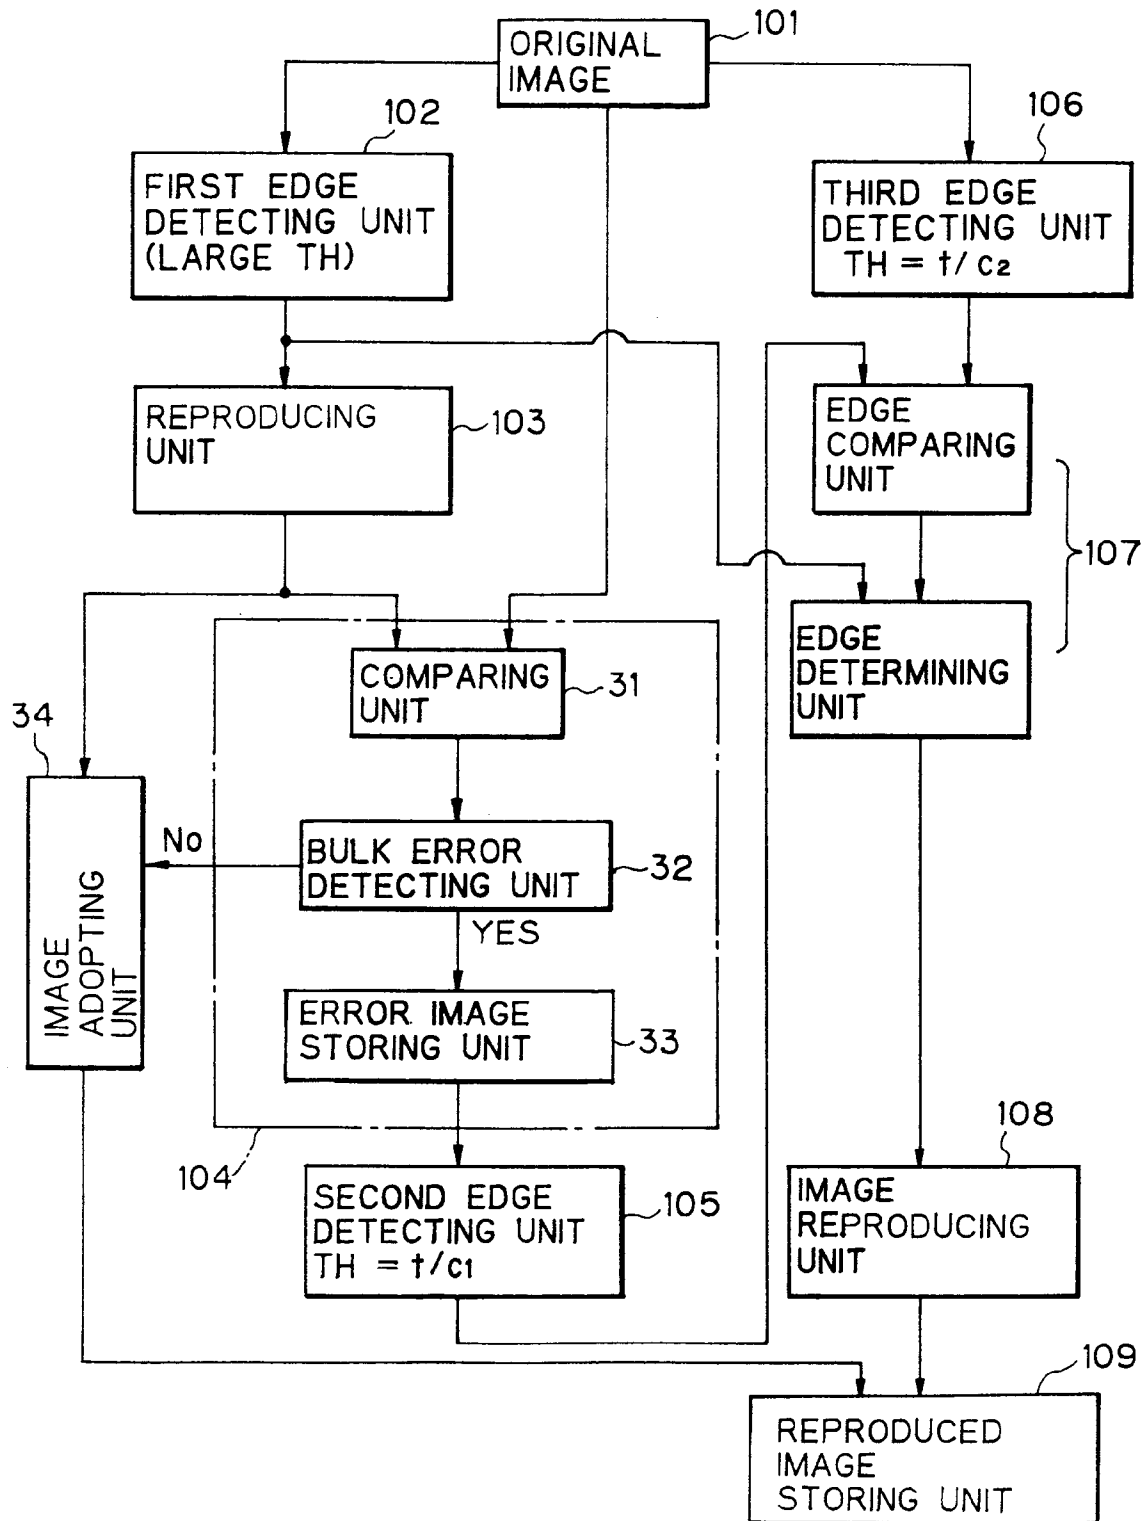 101
ORIGINAL
IMAGE
102
FIRST EDGE
DETECTING UNIT
(LARGE TH)
106
THIRD EDGE
DETECTING UNIT
TH = t/c2
REPRODUCING
UNIT
103
EDGE
COMPARING
UNIT
107
EDGE
DETERMINING
UNIT
COMPARING
UNIT
31
34
IMAGE
ADOPTING
UNIT
No
BULK ERROR
DETECTING UNIT
32
YES
ERROR IMAGE
STORING UNIT
33
104
SECOND EDGE
DETECTING UNIT
TH = t/c1
105
108
IMAGE
REPRODUCING
UNIT
109
REPRODUCED
IMAGE
STORING UNIT